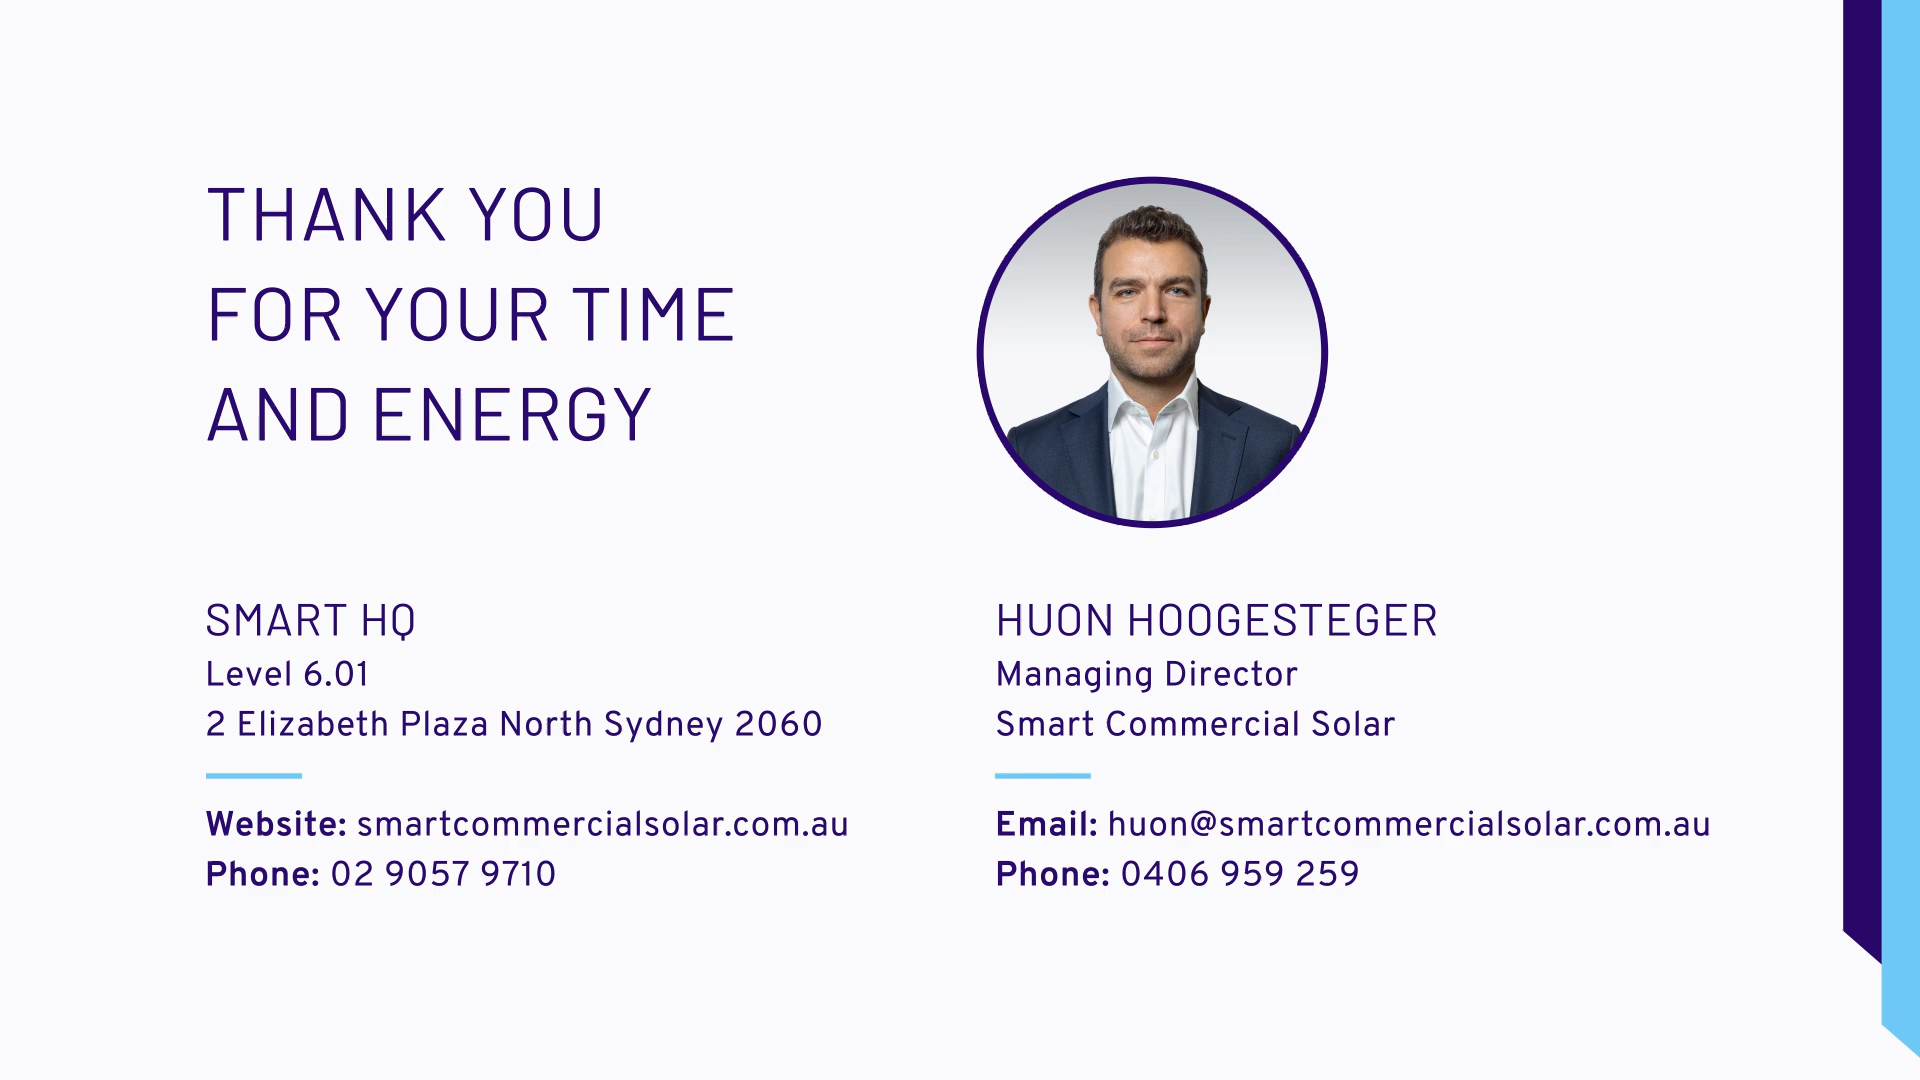 THANK YOU
FOR YOUR TIME
AND ENERGY
SMART HQ
Level 6.01
2 Elizabeth Plaza North Sydney 2060
Website: smartcommercialsolar.com.au
Phone: 02 9057 9710
HUON HOOGESTEGER
Managing Director
Smart Commercial Solar
Email: huon@smartcommercialsolar.com.au
Phone: 0406 959 259